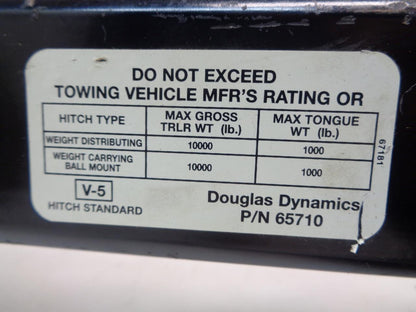 DO NOT EXCEED
TOWING VEHICLE MFR'S RATING OR
HITCH TYPE MAX GROSS TRLR WT (lb.) MAX TONGUE WT (lb.)
WEIGHT DISTRIBUTING 10000 1000
WEIGHT CARRYING BALL MOUNT 10000 1000
67181
V-5
HITCH STANDARD
Douglas Dynamics
P/N 65710